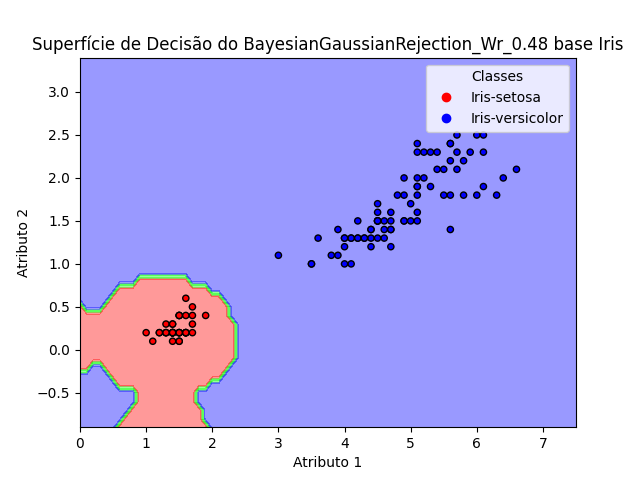 Superfície de Decisão do BayesianGaussianRejection_Wr_0.48 base Iris
Classes
Iris-setosa
Iris-versicolor
Atributo 2
3.0
2.5
2.0
1.5
1.0
0.5
0.0
−0.5
0 1 2 3 4 5 6 7
Atributo 1